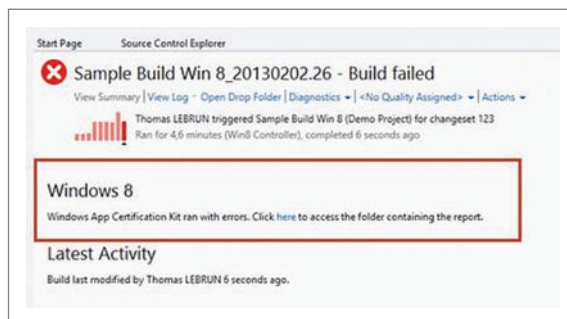 Start Page Source Control Explorer
Sample Build Win 8_20130202.26 - Build failed
View Summary | View Log - Open Drop Folder | Diagnostics | <No Quality Assigned> | Actions
Thomas LEBRUN triggered Sample Build Win 8 (Demo Project) for changeset 123
Ran for 4,6 minutes (Win8 Controller), completed 6 seconds ago
Windows 8
Windows App Certification Kit ran with errors. Click here to access the folder containing the report.
Latest Activity
Build last modified by Thomas LEBRUN 6 seconds ago.